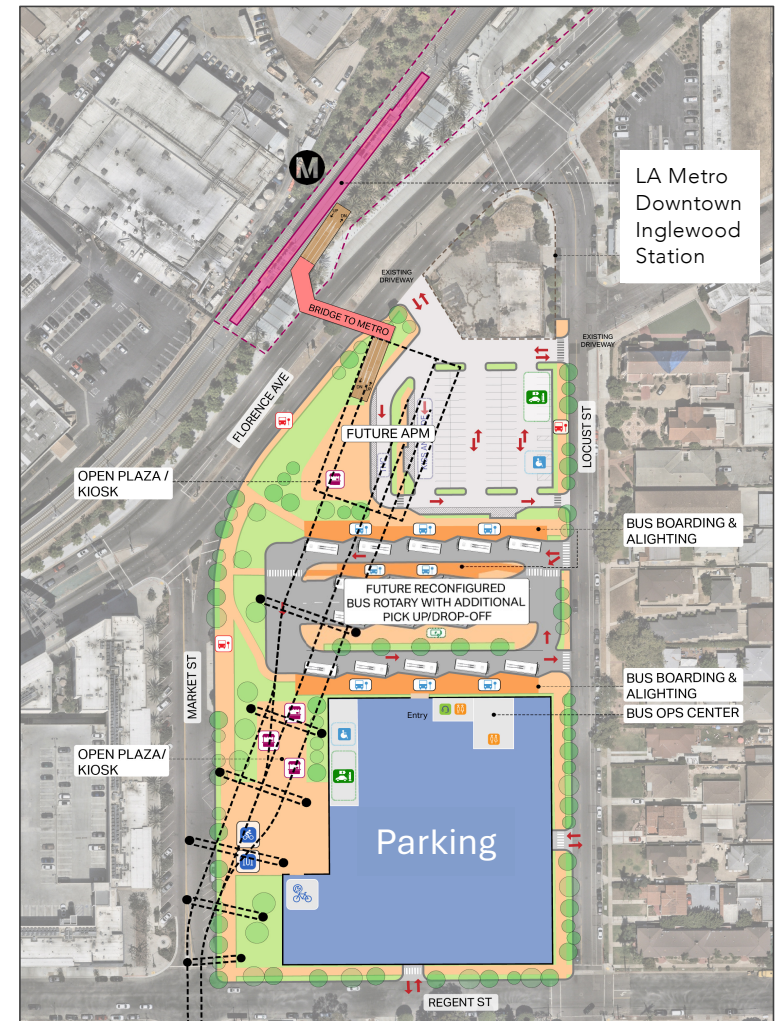 M
LA Metro
Downtown
Inglewood
Station
EXISTING
DRIVEWAY
BRIDGE TO METRO
EXISTING
DRIVEWAY
FLORENCE AVE
LOCUST ST
FUTURE APM
OPEN PLAZA /
KIOSK
BUS BOARDING &
ALIGHTING
FUTURE RECONFIGURED
BUS ROTARY WITH ADDITIONAL
PICK UP/DROP-OFF
MARKET ST
BUS BOARDING &
ALIGHTING
Entry
BUS OPS CENTER
OPEN PLAZA/
KIOSK
Parking
REGENT ST